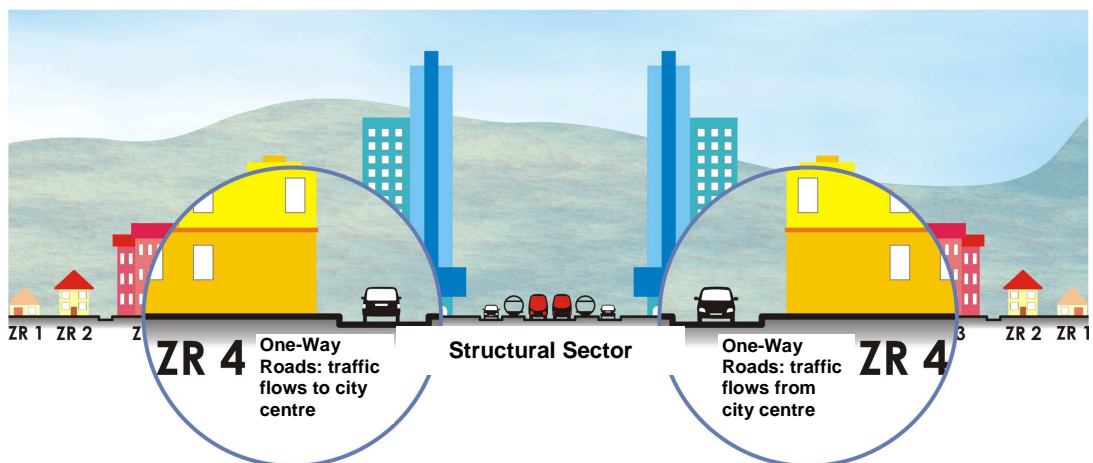 ZR 1 ZR 2
ZR 4
One-Way
Roads: traffic
flows to city
centre
Structural Sector
One-Way
Roads: traffic
flows from
city centre
ZR 4
ZR 2 ZR 1